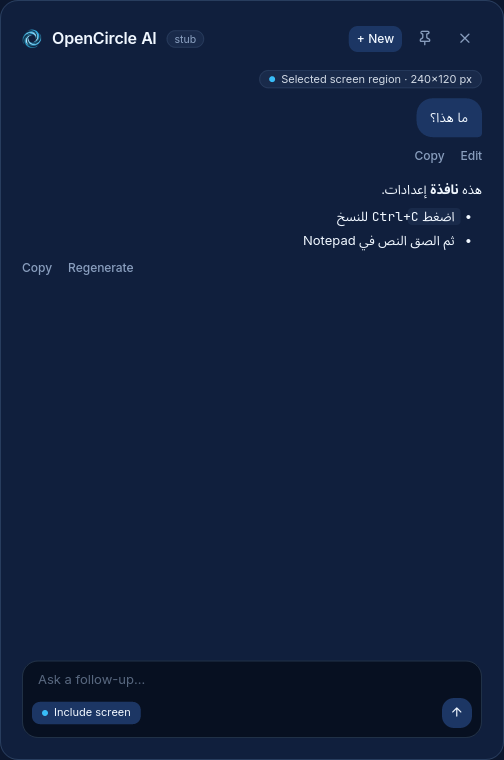 OpenCircle AI
stub
+ New
Selected screen region · 240×120 px
ما هذا؟
Copy
Edit
هذه نافذة إعدادات.
• اضغط Ctrl+C للنسخ
• ثم الصق النص في Notepad
Copy
Regenerate
Ask a follow-up...
Include screen